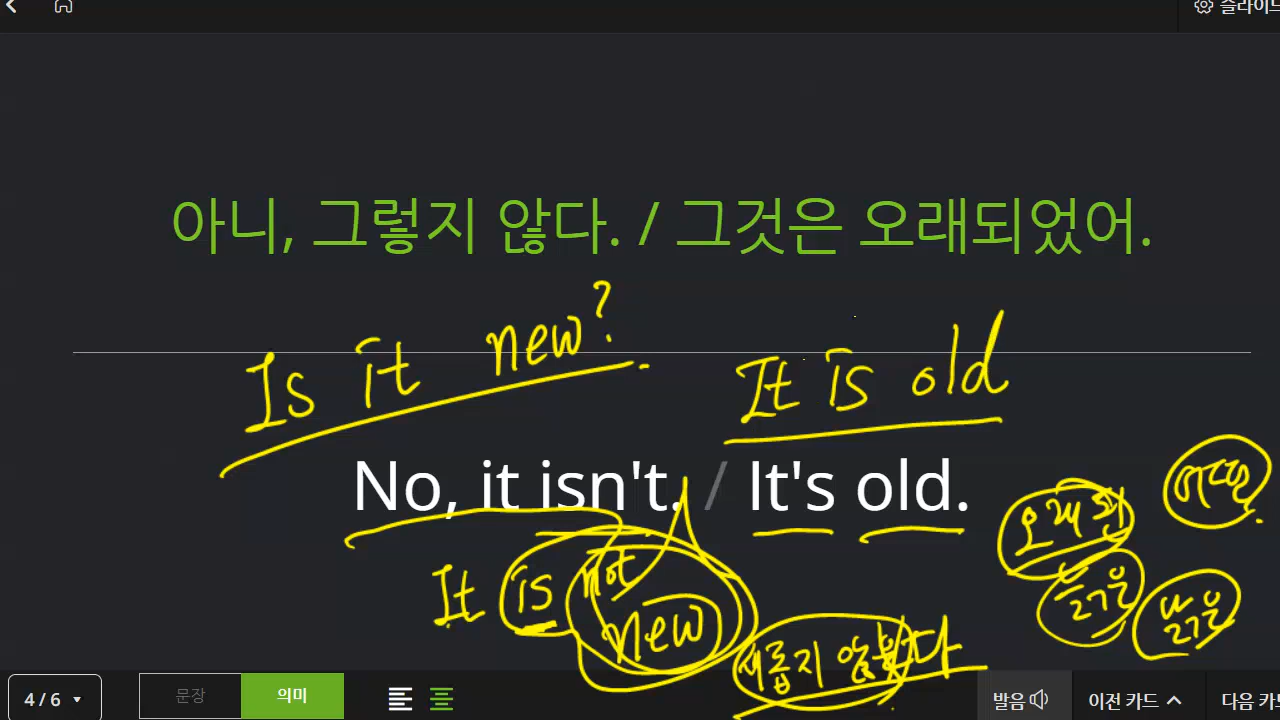 슬라이드
아니, 그렇지 않다. / 그것은 오래되었어.
Is it new?
It is old
No, it isn't. / It's old.
오래된
It is not
new
늙은
낡은
새롭지 않다
4 / 6
문장
의미
발음
이전 카드
다음 카